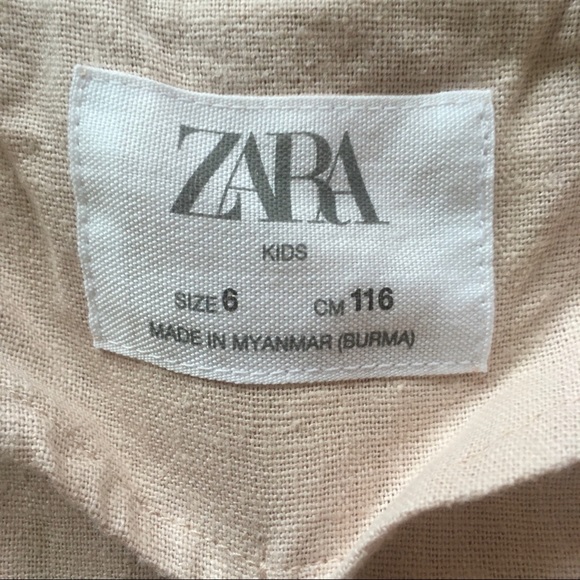 ZARA
KIDS
SIZE 6 CM 116
MADE IN MYANMAR (BURMA)